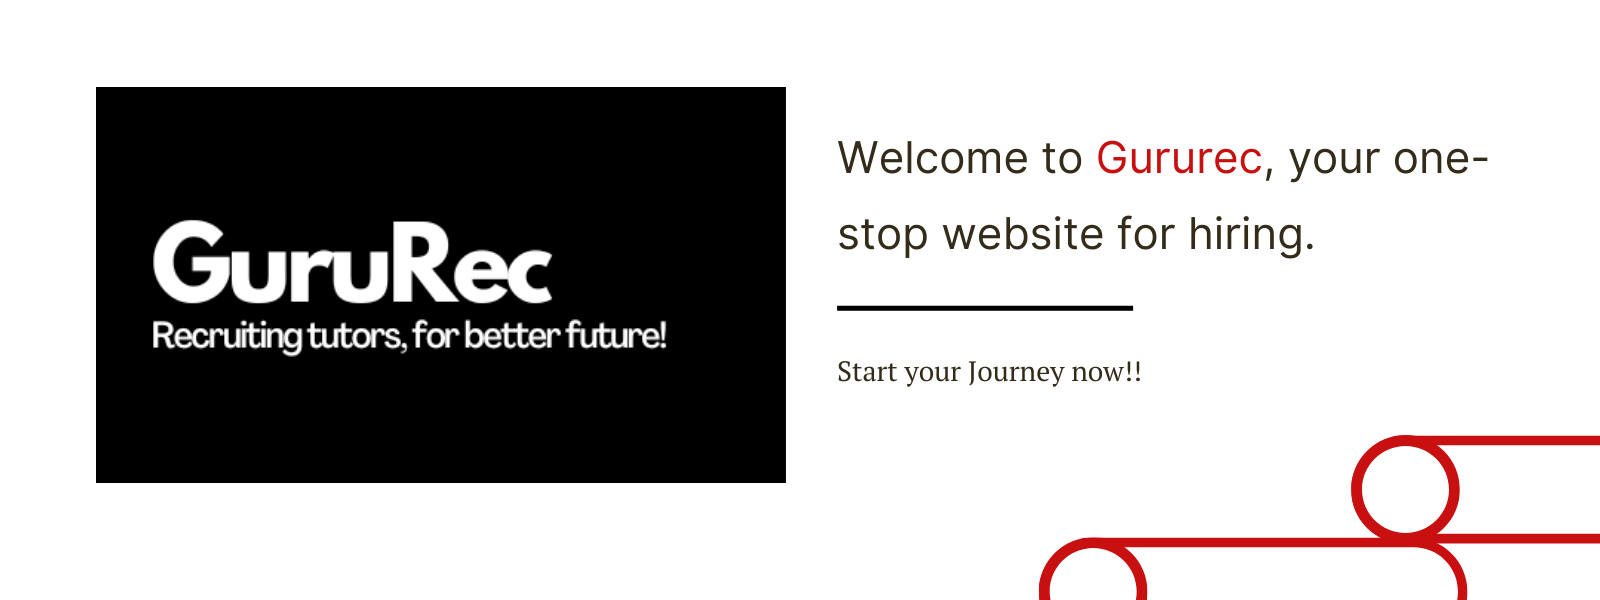 GuruRec
Recruiting tutors, for better future!
Welcome to Gururec, your one-
stop website for hiring.
Start your Journey now!!